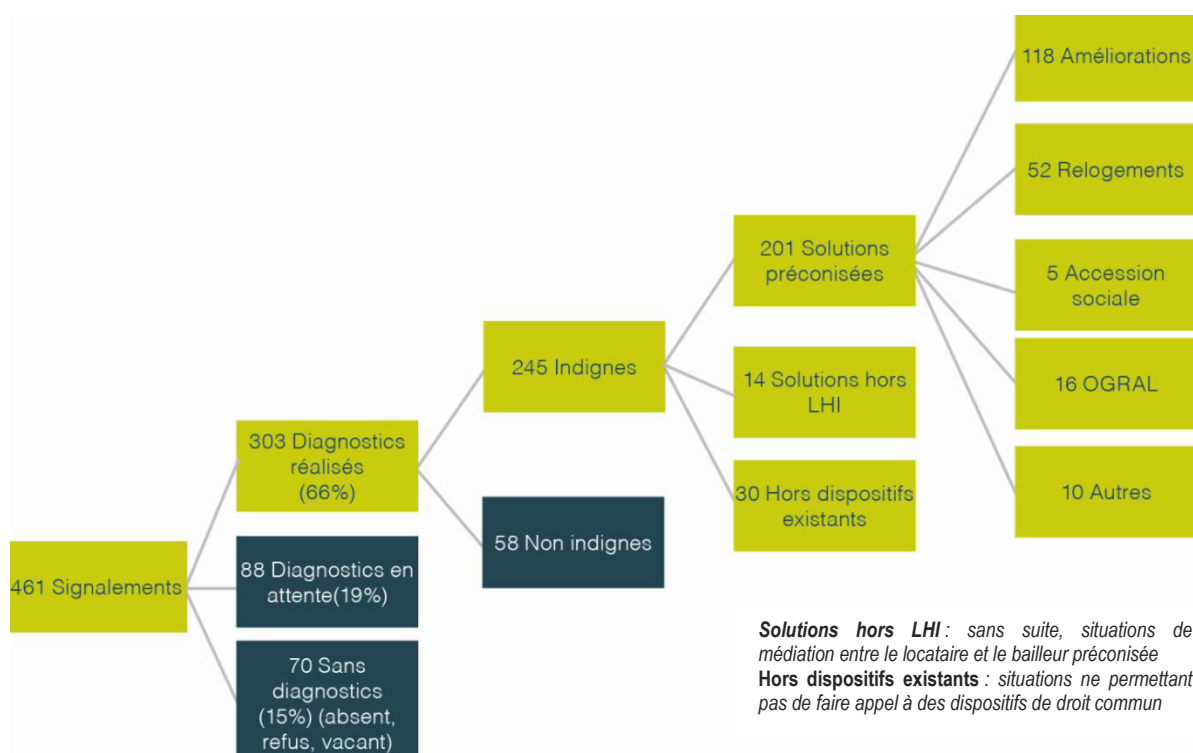 461 Signalements
303 Diagnostics
réalisés
(66%)
88 Diagnostics en
attente(19%)
70 Sans
diagnostics
(15%) (absent,
refus, vacant)
245 Indignes
58 Non indignes
201 Solutions
préconisées
14 Solutions hors
LHI
30 Hors dispositifs
existants
118 Améliorations
52 Relogements
5 Accession
sociale
16 OGRAL
10 Autres
Solutions hors LHI : sans suite, situations de
médiation entre le locataire et le bailleur préconisée
Hors dispositifs existants : situations ne permettant
pas de faire appel à des dispositifs de droit commun